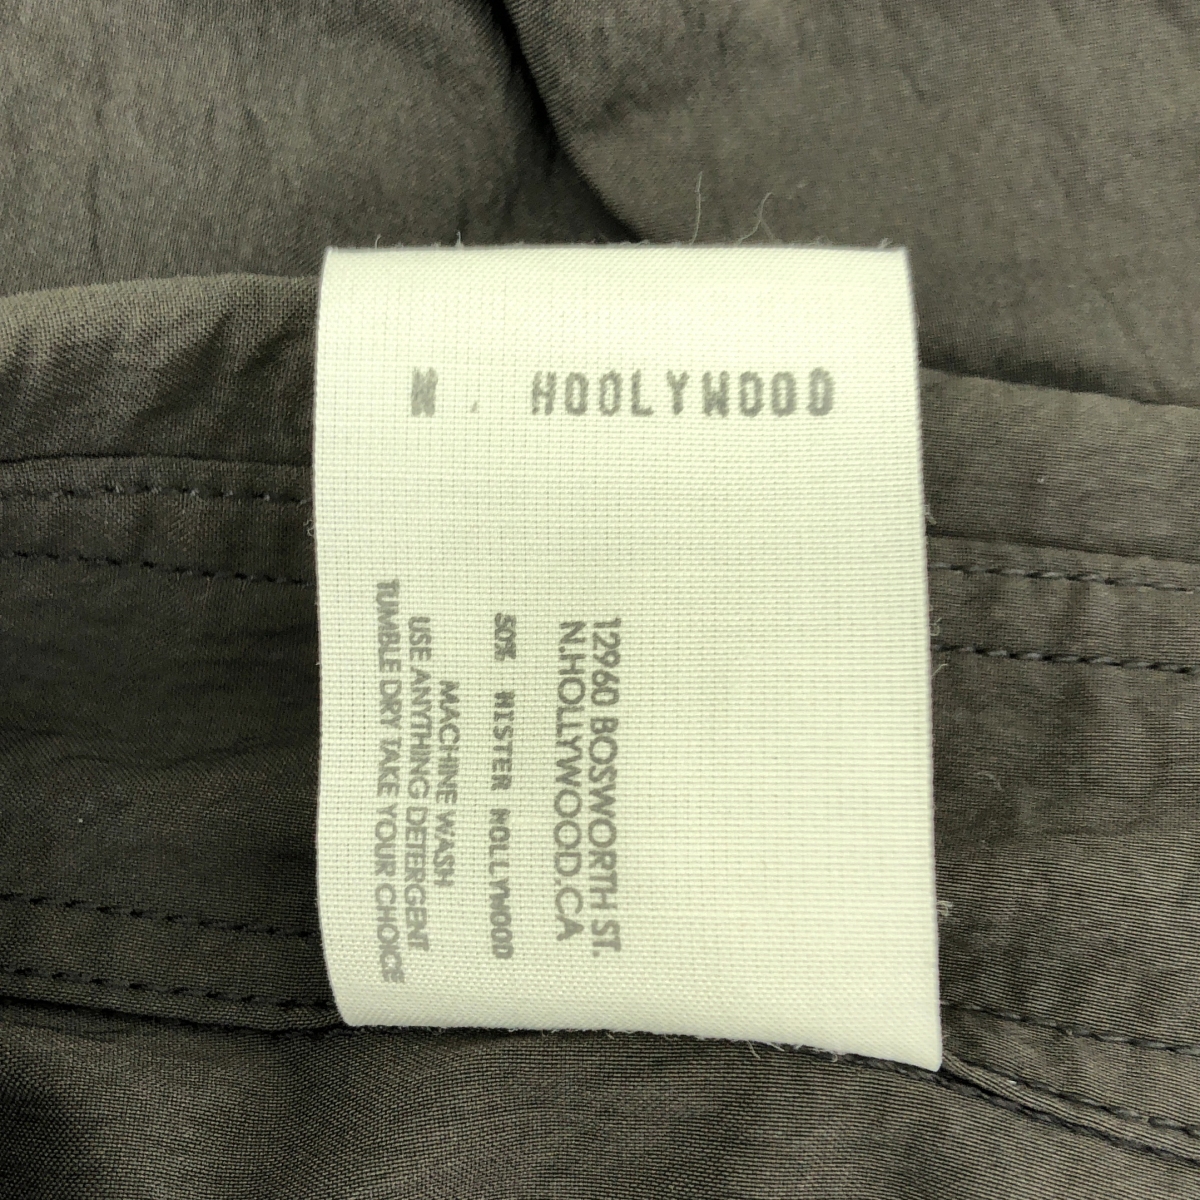 N. HOOLYWOOD
12960 BOSWORTH ST.
N.HOLLYWOOD.CA
50% MISTER HOLLYWOOD
MACHINE WASH
USE ANYTHING DETERGENT
TUMBLE DRY TAKE YOUR CHOICE